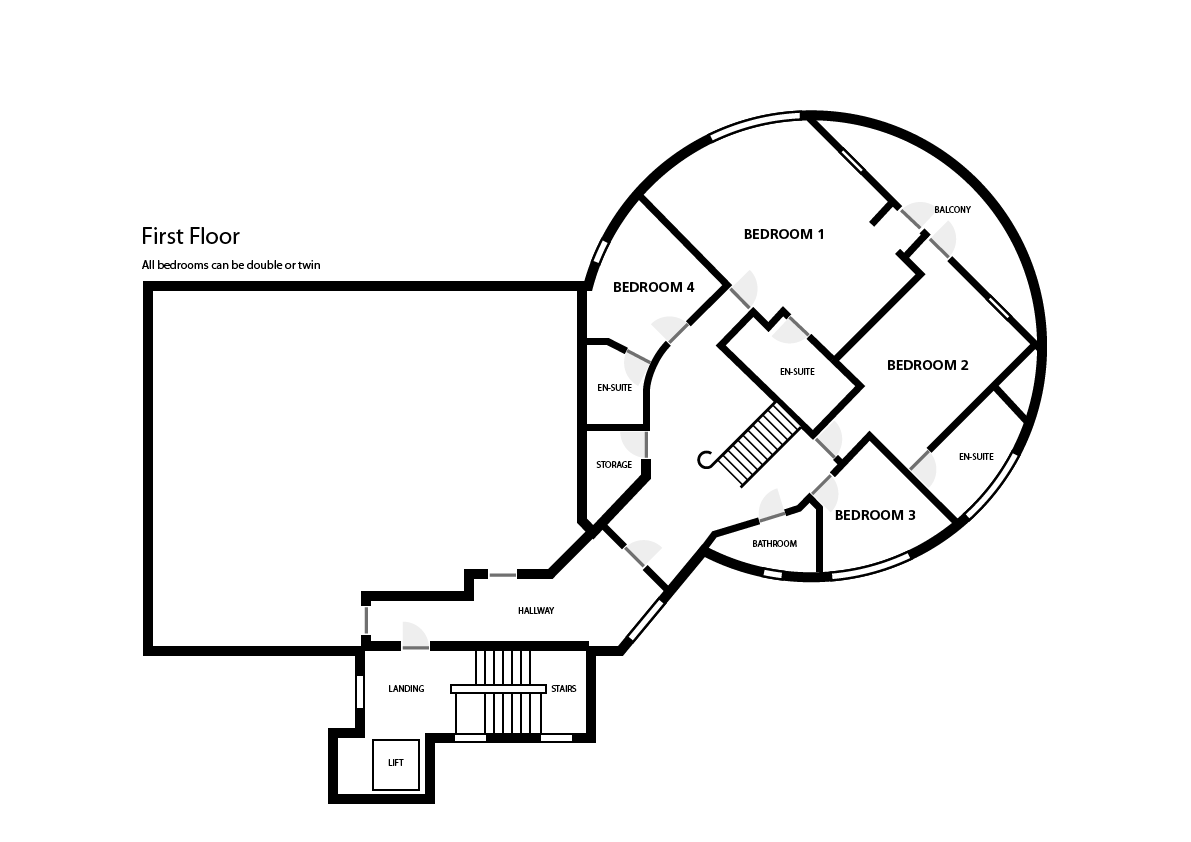 First Floor
All bedrooms can be double or twin
BALCONY
BEDROOM 1
BEDROOM 4
BEDROOM 2
EN-SUITE
EN-SUITE
EN-SUITE
STORAGE
BEDROOM 3
BATHROOM
HALLWAY
LANDING
STAIRS
LIFT